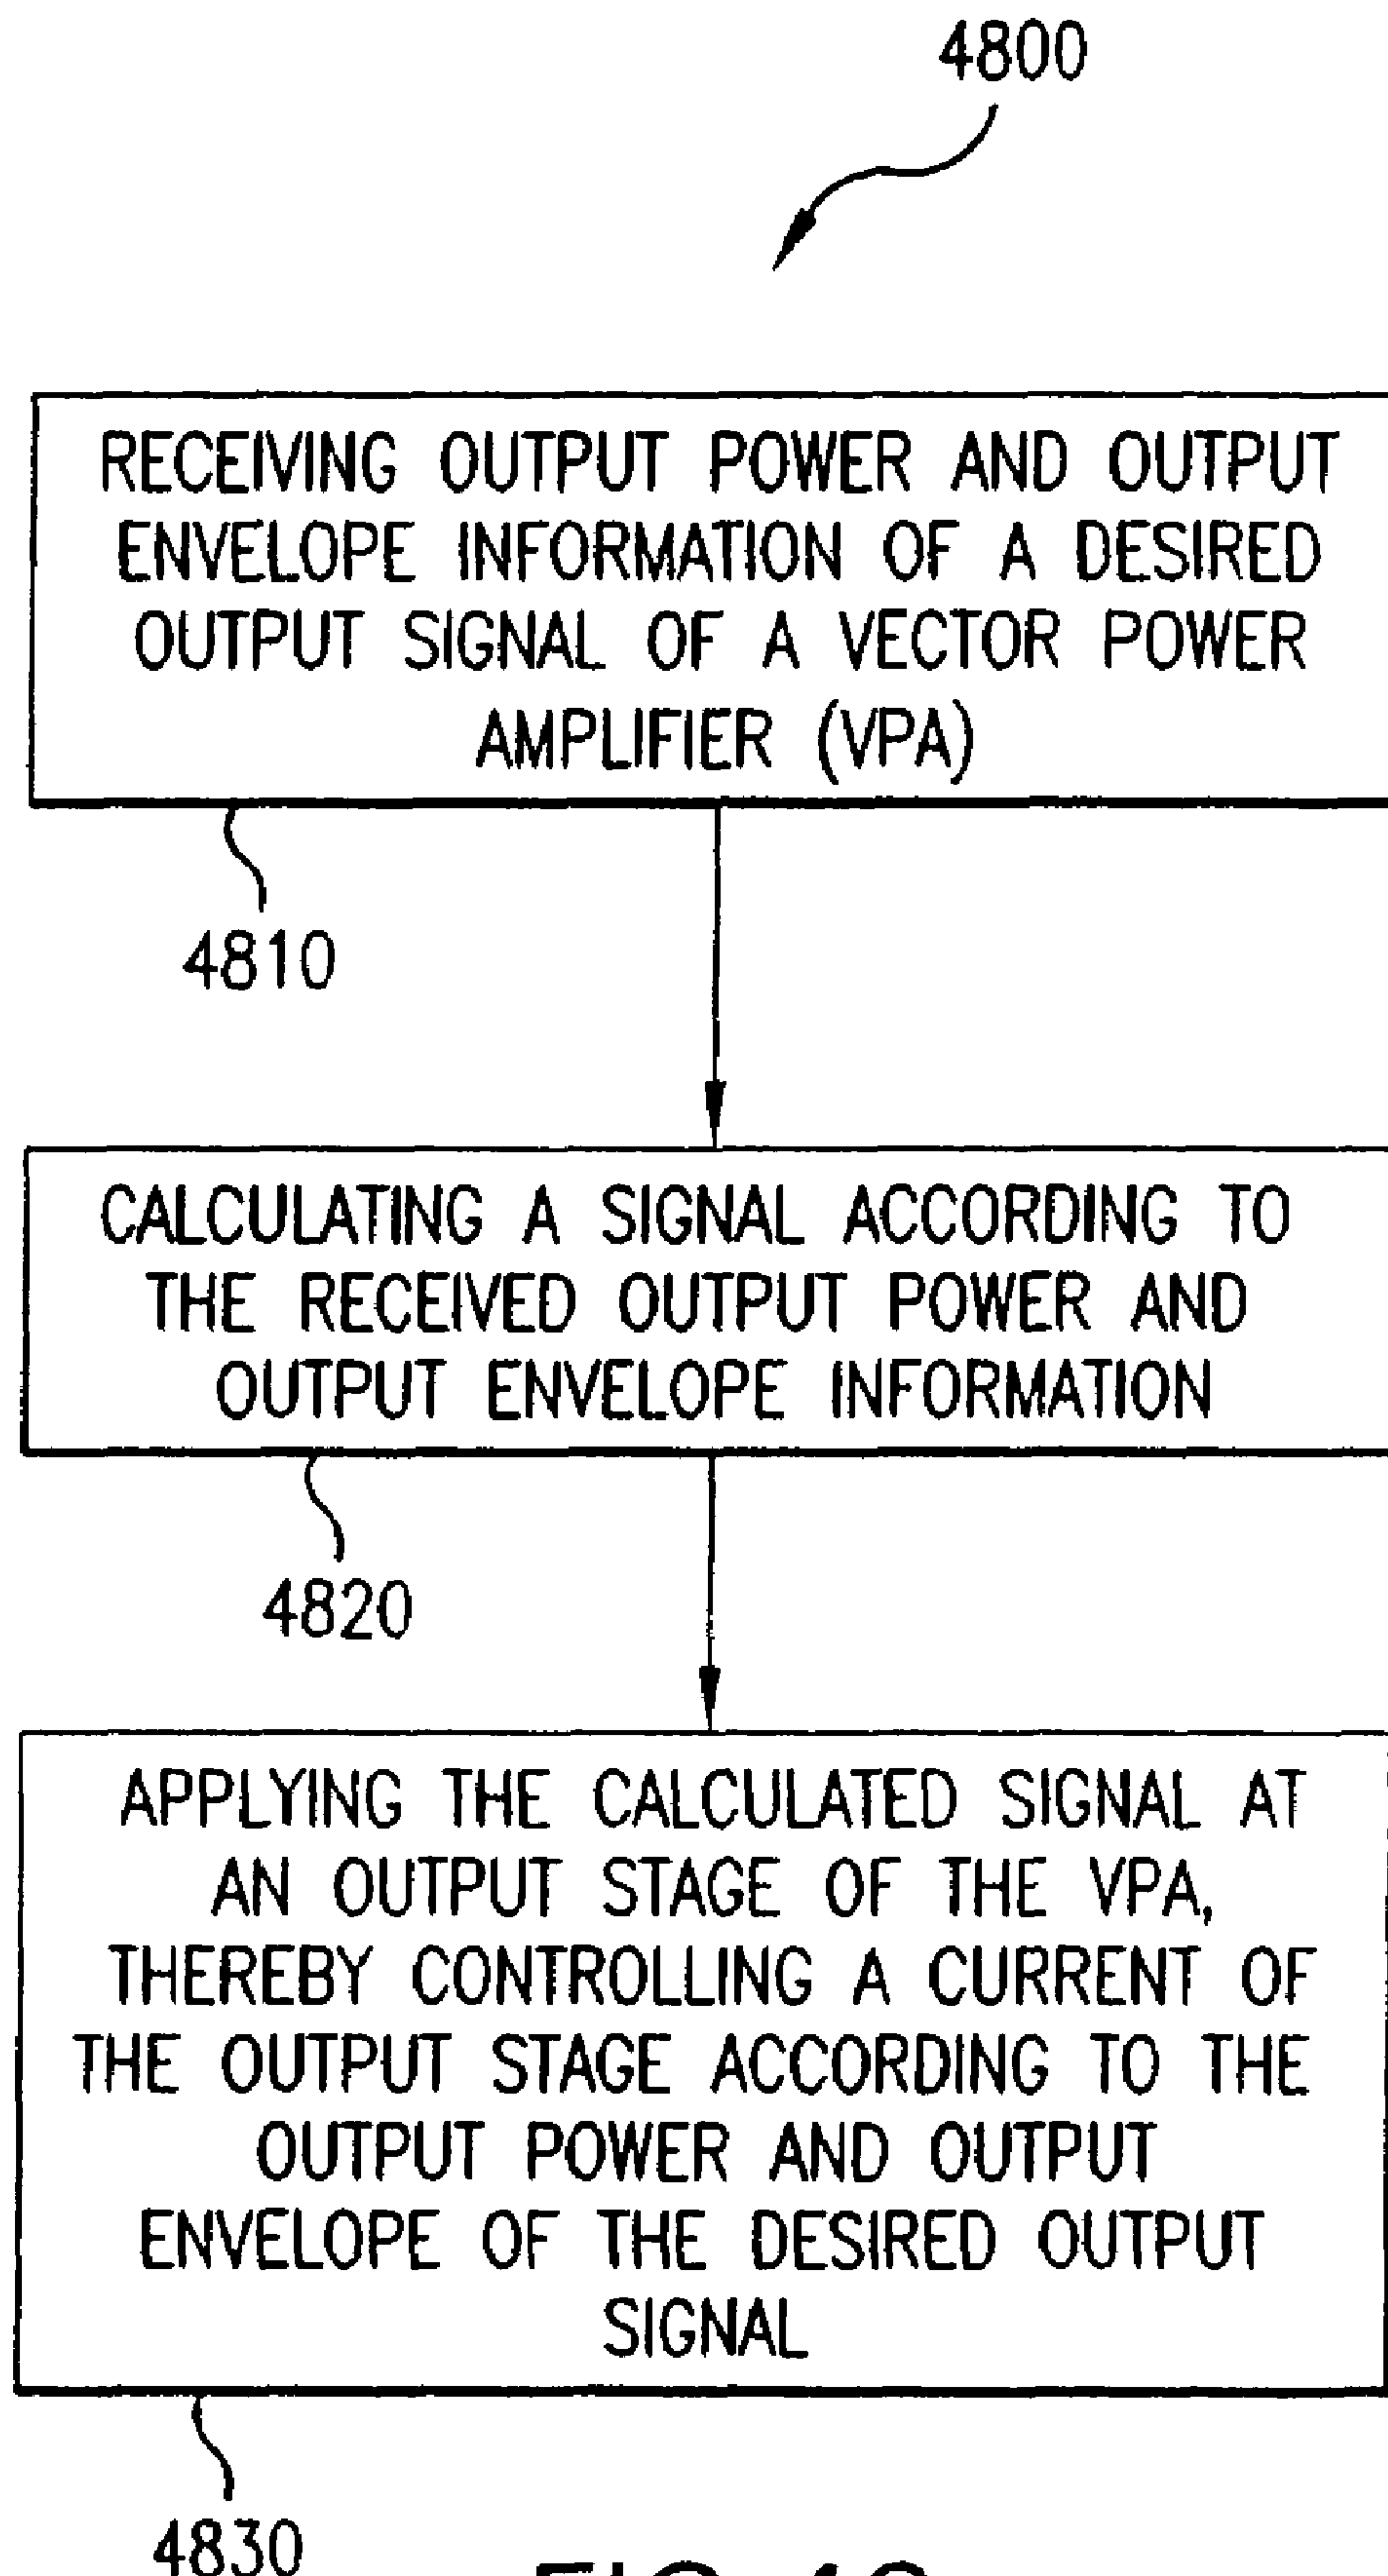 4800
RECEIVING OUTPUT POWER AND OUTPUT
ENVELOPE INFORMATION OF A DESIRED
OUTPUT SIGNAL OF A VECTOR POWER
AMPLIFIER (VPA)
4810
CALCULATING A SIGNAL ACCORDING TO
THE RECEIVED OUTPUT POWER AND
OUTPUT ENVELOPE INFORMATION
4820
APPLYING THE CALCULATED SIGNAL AT
AN OUTPUT STAGE OF THE VPA,
THEREBY CONTROLLING A CURRENT OF
THE OUTPUT STAGE ACCORDING TO THE
OUTPUT POWER AND OUTPUT
ENVELOPE OF THE DESIRED OUTPUT
SIGNAL
4830